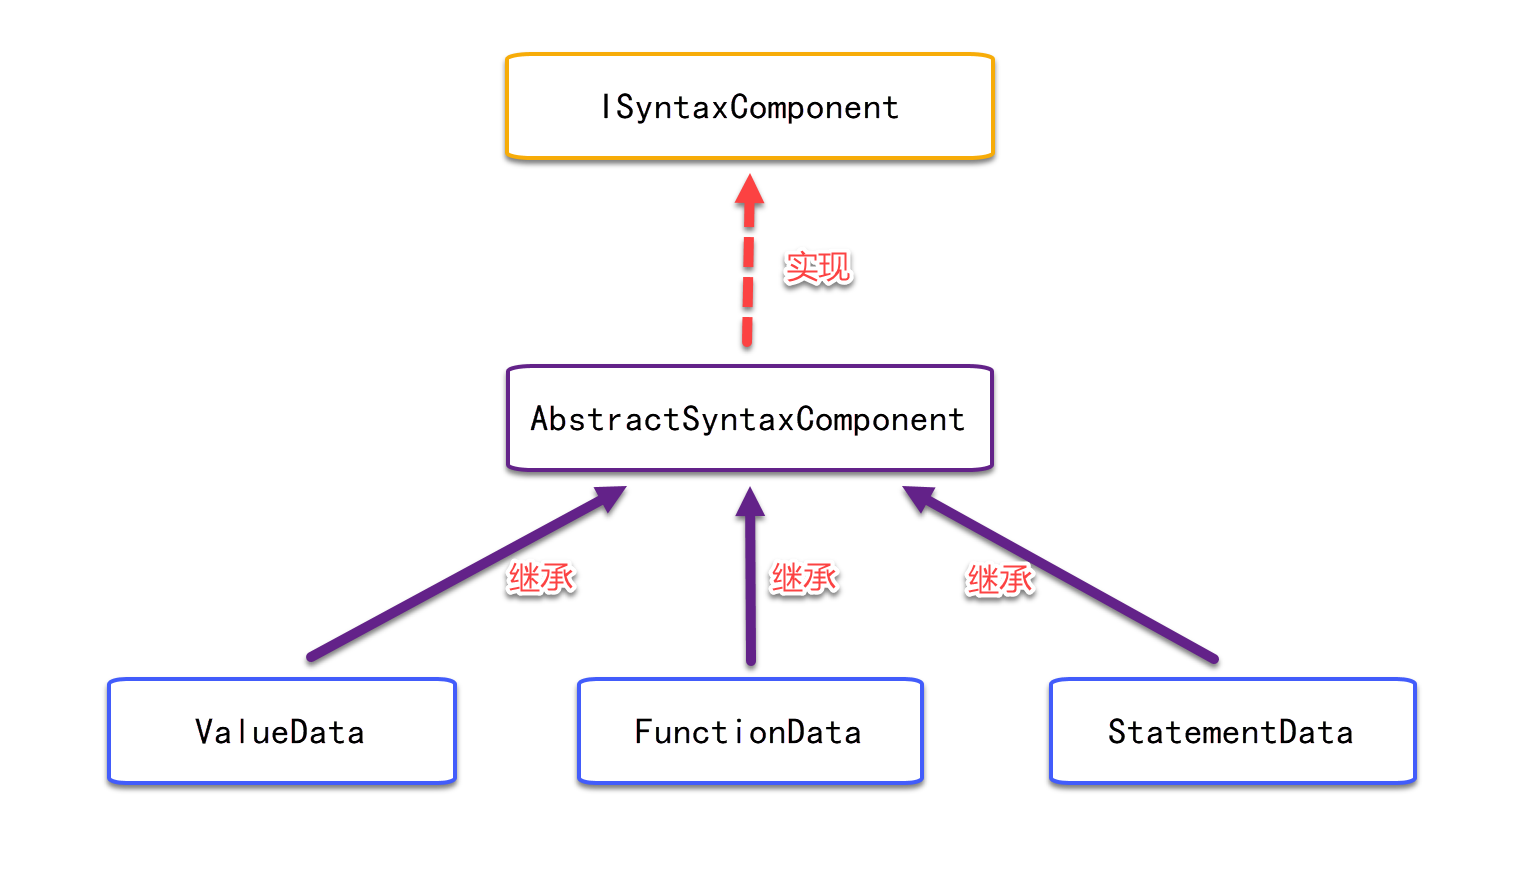 ISyntaxComponent
实现
AbstractSyntaxComponent
继承
继承
继承
ValueData
FunctionData
StatementData